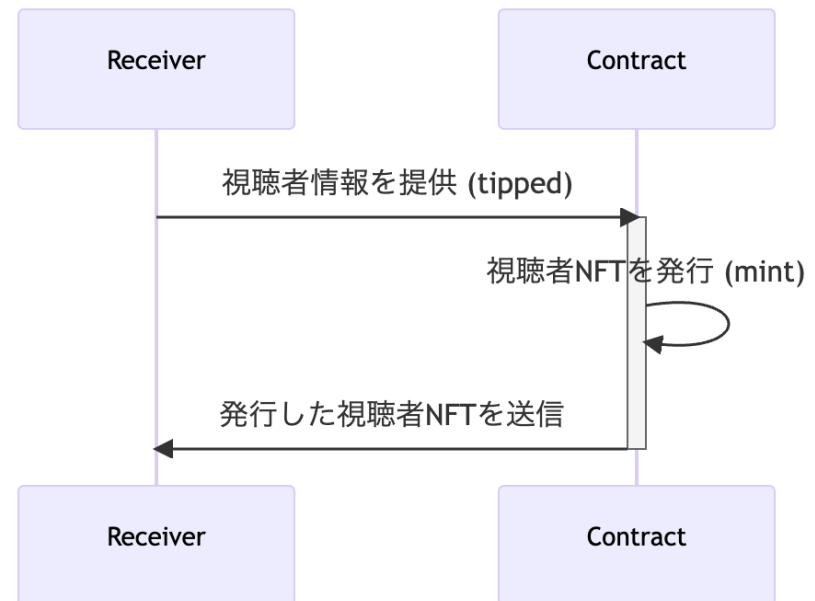 Receiver
Contract
視聴者情報を提供 (tipped)
視聴者NFTを発行 (mint)
発行した視聴者NFTを送信
Receiver
Contract